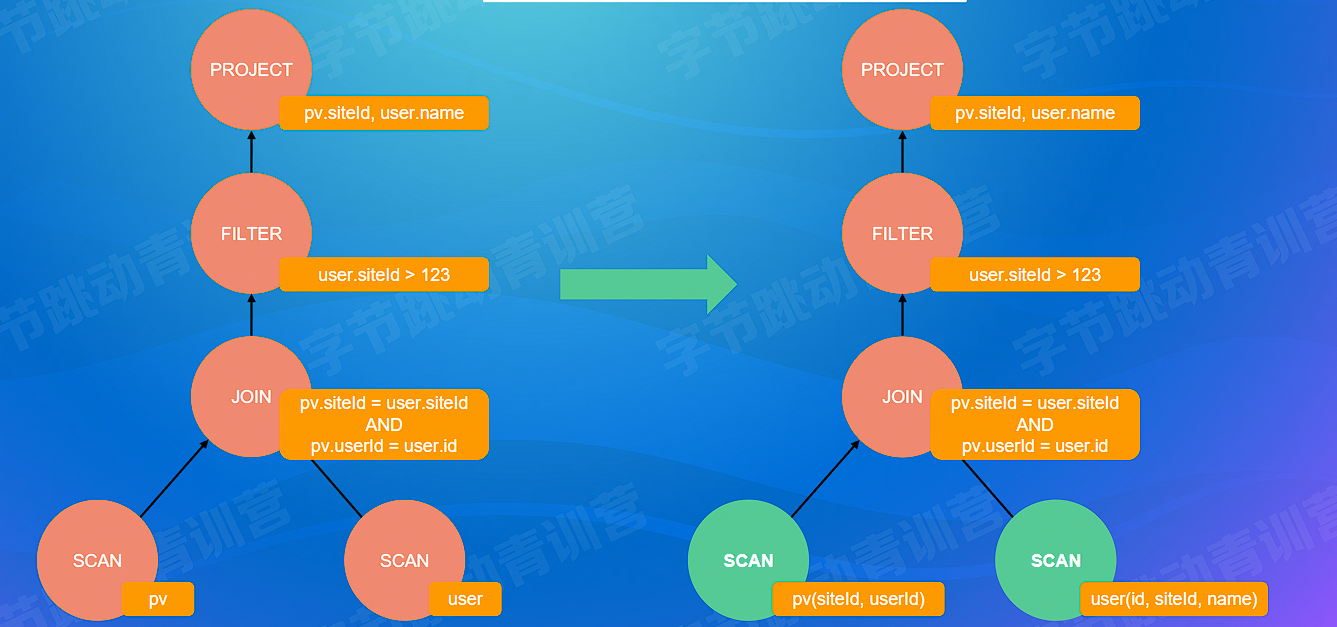 PROJECT
pv.siteId, user.name
FILTER
user.siteId > 123
JOIN
pv.siteId = user.siteId
AND
pv.userId = user.id
SCAN
pv
SCAN
user
PROJECT
pv.siteId, user.name
FILTER
user.siteId > 123
JOIN
pv.siteId = user.siteId
AND
pv.userId = user.id
SCAN
pv(siteId, userId)
SCAN
user(id, siteId, name)
字节跳动青训营